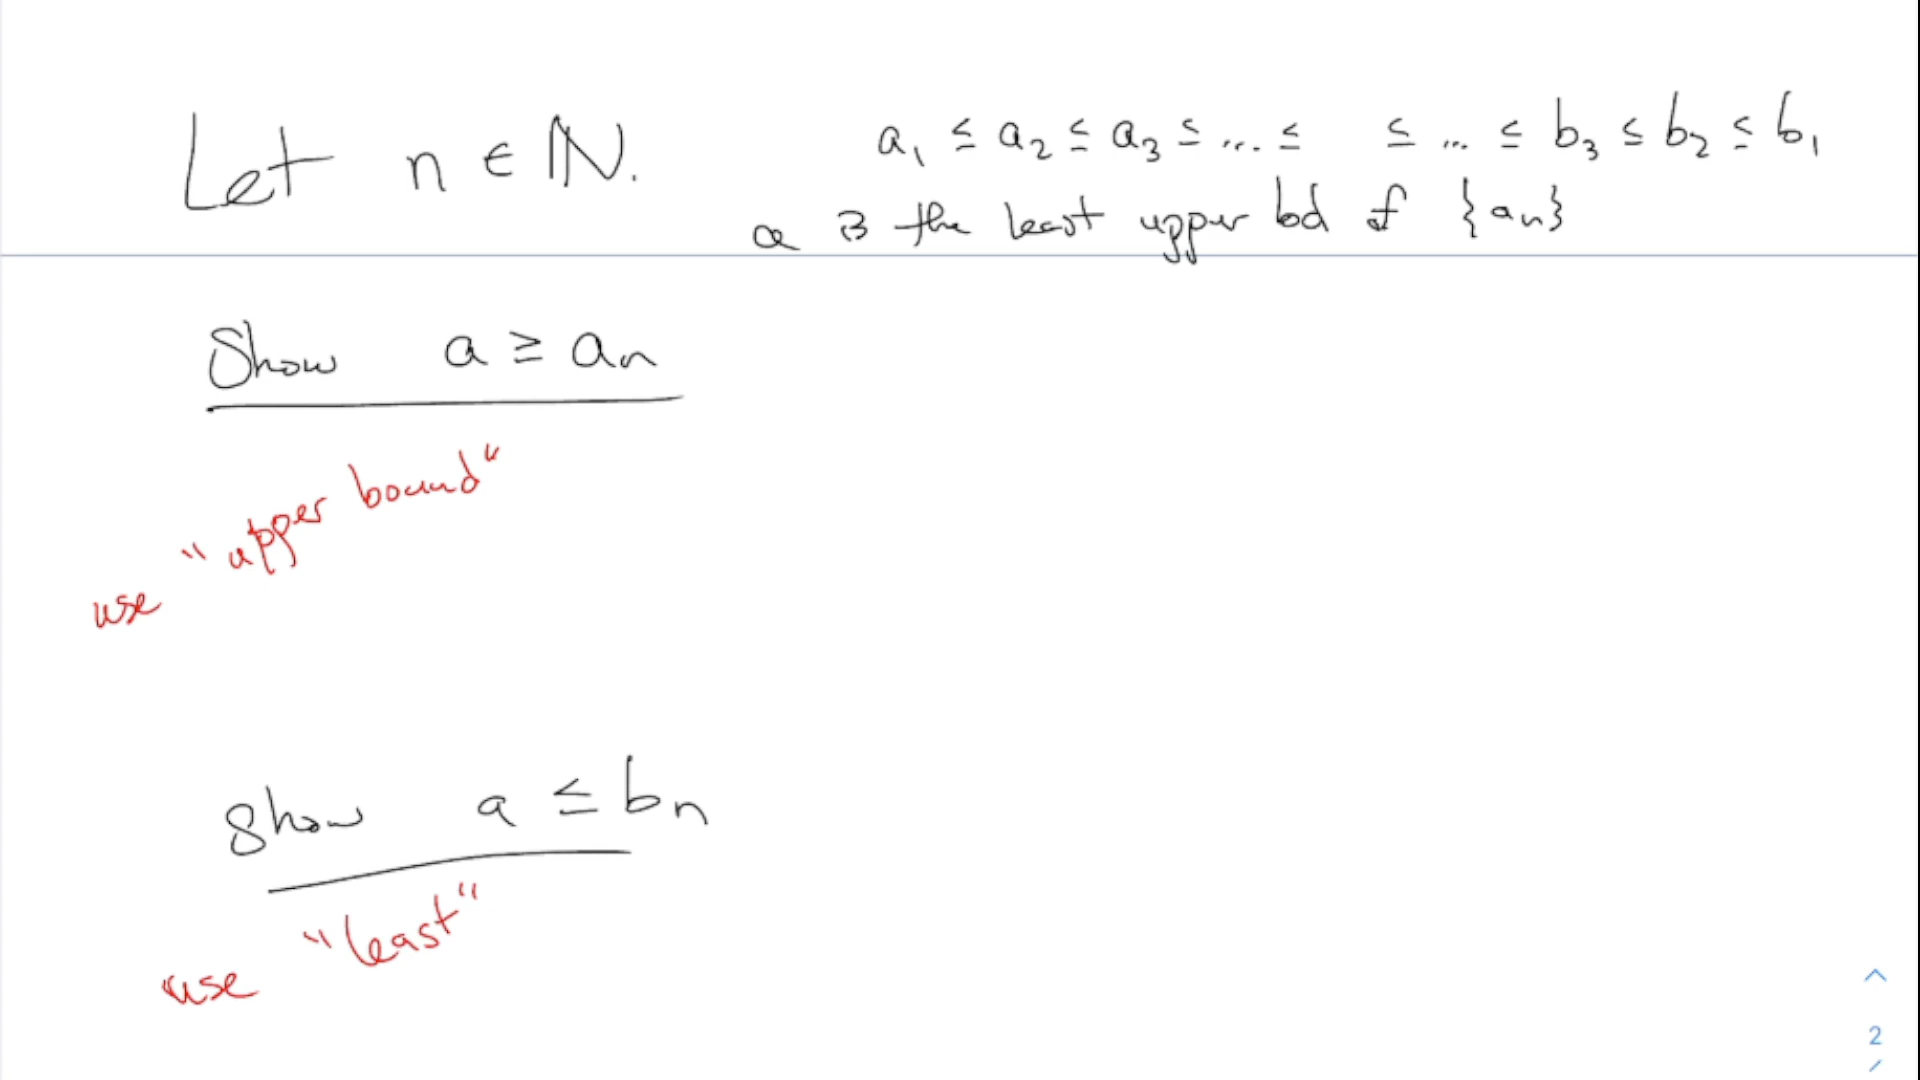 Let n ∈ ℕ.
a₁ ≤ a₂ ≤ a₃ ≤ ... ≤ ≤ ... ≤ b₃ ≤ b₂ ≤ b₁
a is the least upper bd of {aₙ}
Show a ≥ aₙ
use "upper bound"
Show a ≤ bₙ
use "least"
2